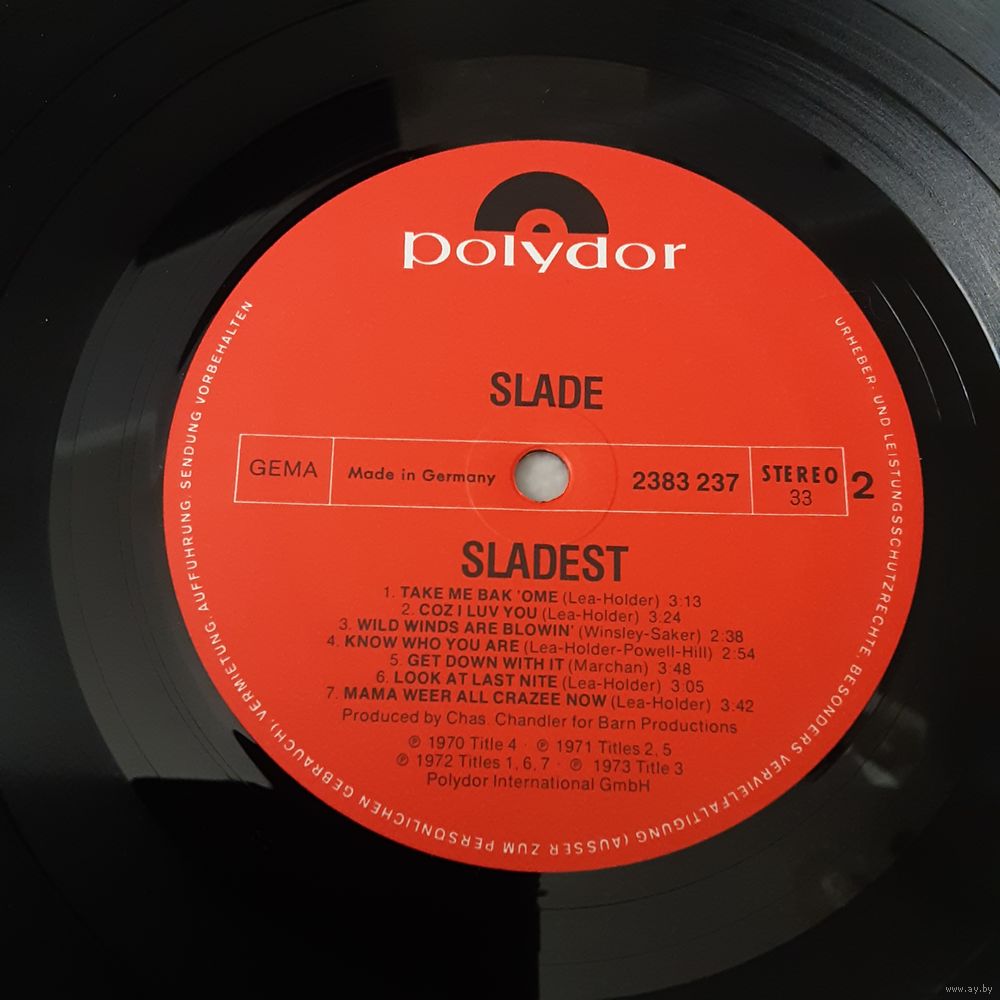 polydor
SLADE
GEMA
Made in Germany
2383 237
STEREO
33
2
SLADEST
1. TAKE ME BAK 'OME (Lea-Holder) 3:13
2. COZ I LUV YOU (Lea-Holder) 3.24
3. WILD WINDS ARE BLOWIN' (Winsley-Saker) 2:38
4. KNOW WHO YOU ARE (Lea-Holder-Powell-Hill) 2:54
5. GET DOWN WITH IT (Marchan) 3:48
6. LOOK AT LAST NITE (Lea-Holder) 3:05
7. MAMA WEER ALL CRAZEE NOW (Lea-Holder) 3:42
Produced by Chas. Chandler for Barn Productions
℗ 1970 Title 4 · ℗ 1971 Titles 2, 5
℗ 1972 Titles 1, 6, 7 · ℗ 1973 Title 3
Polydor International GmbH
URHEBER- UND LEISTUNGSSCHUTZRECHTE BESONDERS VERVIELFÄLTIGUNG (AUSSER ZUM PERSÖNLICHEN GEBRAUCH), VERMIETUNG, AUFFÜHRUNG, SENDUNG VORBEHALTEN
www.ay.by